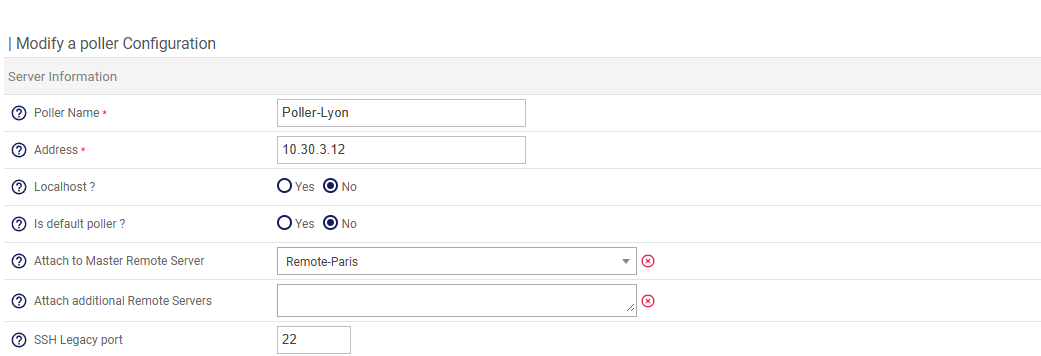 Modify a poller Configuration
Server Information
Poller Name * Poller-Lyon
Address * 10.30.3.12
Localhost ? Yes No
Is default poller ? Yes No
Attach to Master Remote Server Remote-Paris
Attach additional Remote Servers
SSH Legacy port 22